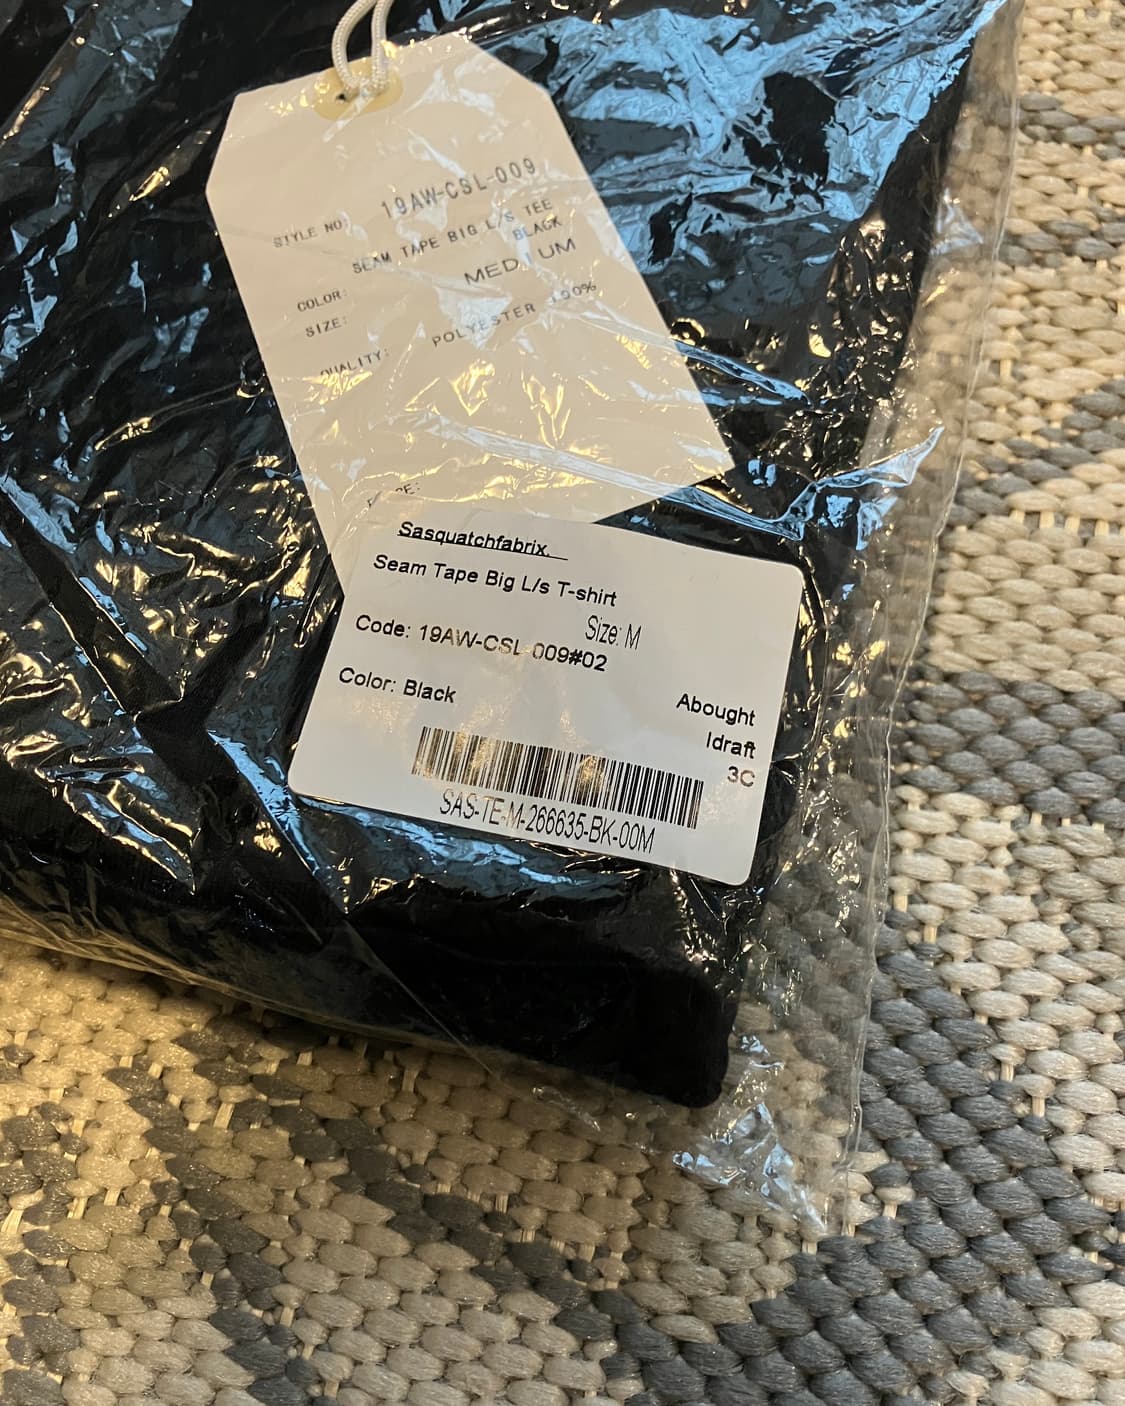 STYLE NO: 19AW-CSL-009
SEAM TAPE BIG L/S TEE
COLOR: BLACK
SIZE: MEDIUM
QUALITY: POLYESTER 100%
Sasquatchfabrix.
Seam Tape Big L/s T-shirt
Size: M
Code: 19AW-CSL-009#02
Color: Black
Abought
Idraft
3C
SAS-TE-M-266635-BK-00M